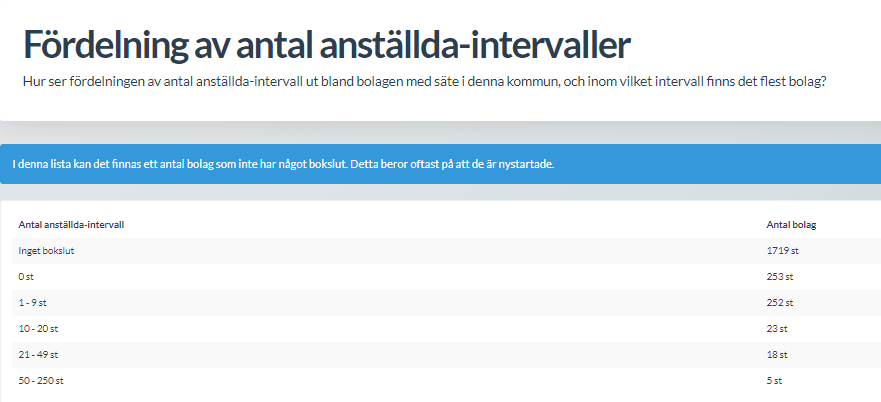 Fördelning av antal anställda-intervaller
Hur ser fördelningen av antal anställda-intervall ut bland bolagen med säte i denna kommun, och inom vilket intervall finns det flest bolag?
I denna lista kan det finnas ett antal bolag som inte har något bokslut. Detta beror oftast på att de är nystartade.
Antal anställda-intervall Antal bolag
Inget bokslut 1719 st
0 st 253 st
1 - 9 st 252 st
10 - 20 st 23 st
21 - 49 st 18 st
50 - 250 st 5 st